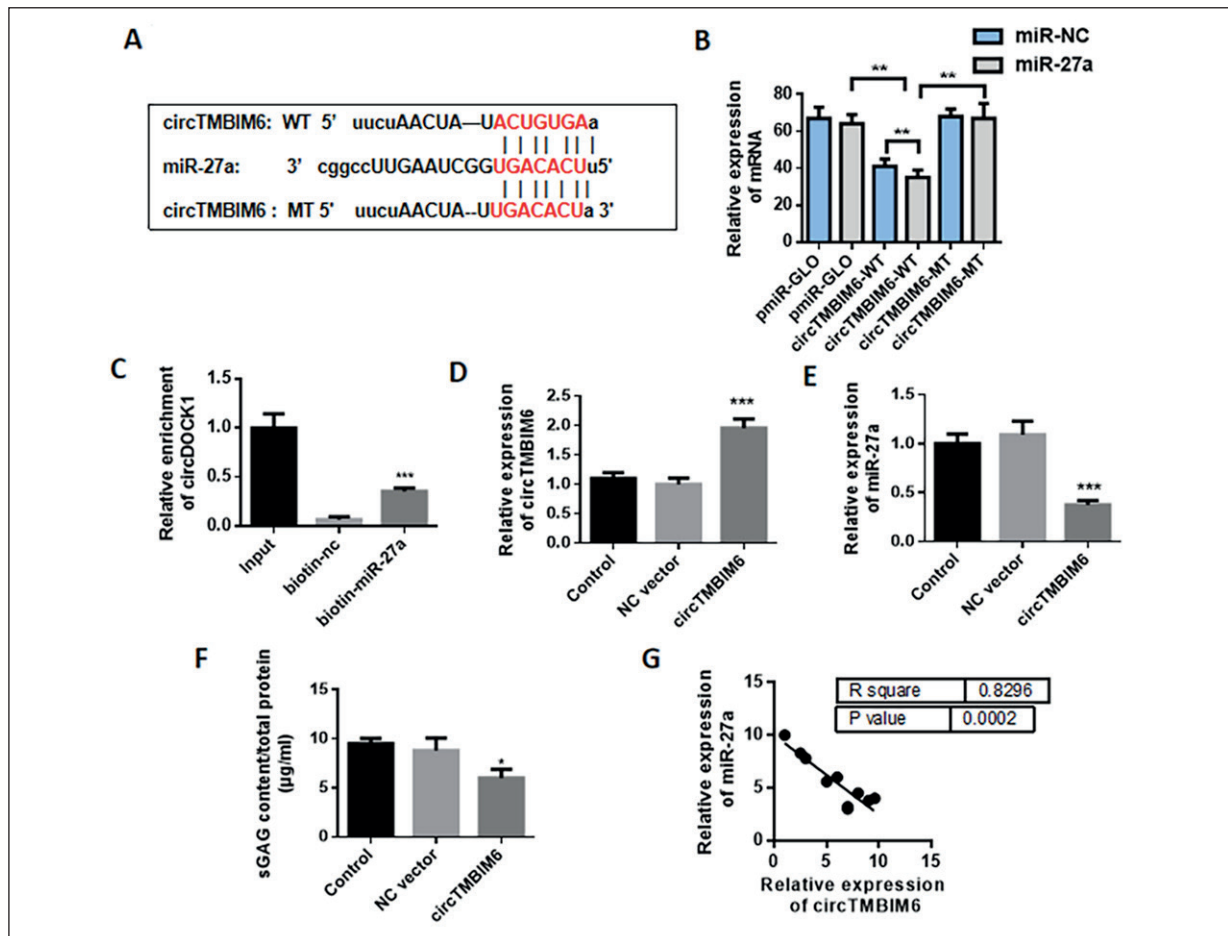 A
circTMBIM6: WT 5' uucuAACUA—UACUGUGAa
miR-27a: 3' cggccUUGAAUCGGUGACACUu5'
circTMBIM6 : MT 5' uucuAACUA--UUGACACUa 3'
B
miR-NC
miR-27a
Relative expression
of mRNA
80
60
40
20
0
**
**
**
pmiR-GLO
pmiR-GLO
circTMBIM6-WT
circTMBIM6-WT
circTMBIM6-MT
circTMBIM6-MT
C
Relative enrichment
of circDOCK1
1.5
1.0
0.5
0.0
***
Input
biotin-nc
biotin-miR-27a
D
Relative expression
of circTMBIM6
2.5
2.0
1.5
1.0
0.5
0.0
***
Control
NC vector
circTMBIM6
E
Relative expression
of miR-27a
1.5
1.0
0.5
0.0
***
Control
NC vector
circTMBIM6
F
sGAG content/total protein
(μg/ml)
15
10
5
0
*
Control
NC vector
circTMBIM6
G
Relative expression
of miR-27a
15
10
5
0
R square 0.8296
P value 0.0002
0 5 10 15
Relative expression
of circTMBIM6